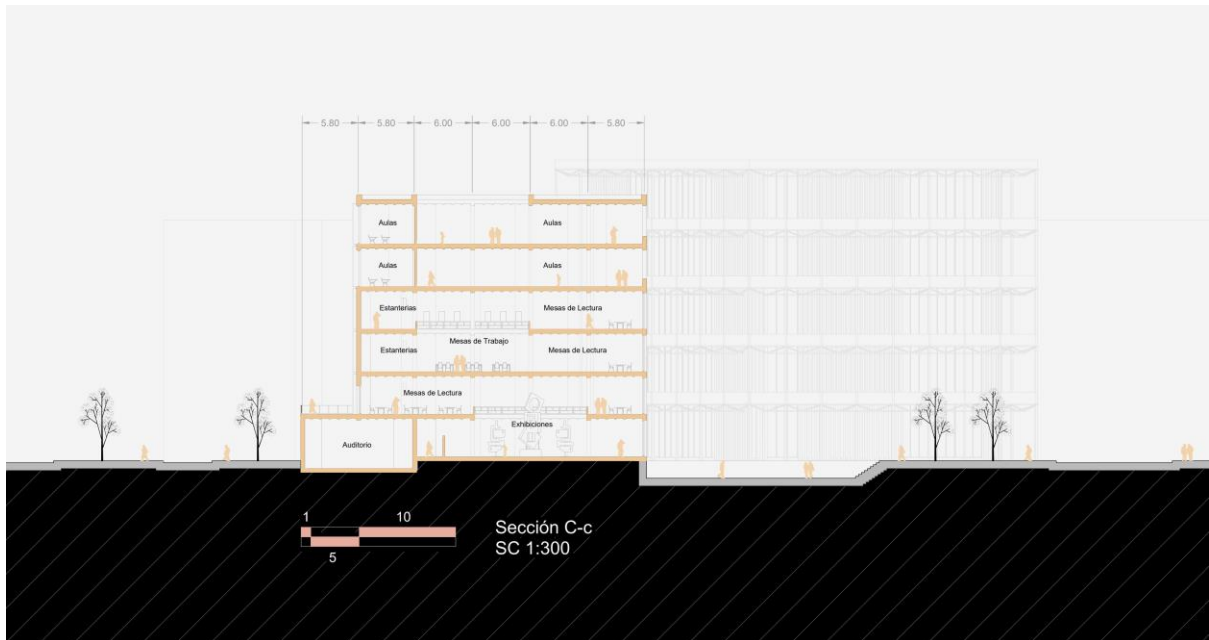 5.80 5.80 6.00 6.00 6.00 5.80
Aulas Aulas
Aulas Aulas
Estanterias Mesas de Lectura
Mesas de Trabajo
Estanterias Mesas de Lectura
Mesas de Lectura
Exhibiciones
Auditorio
1 10
5
Sección C-c
SC 1:300